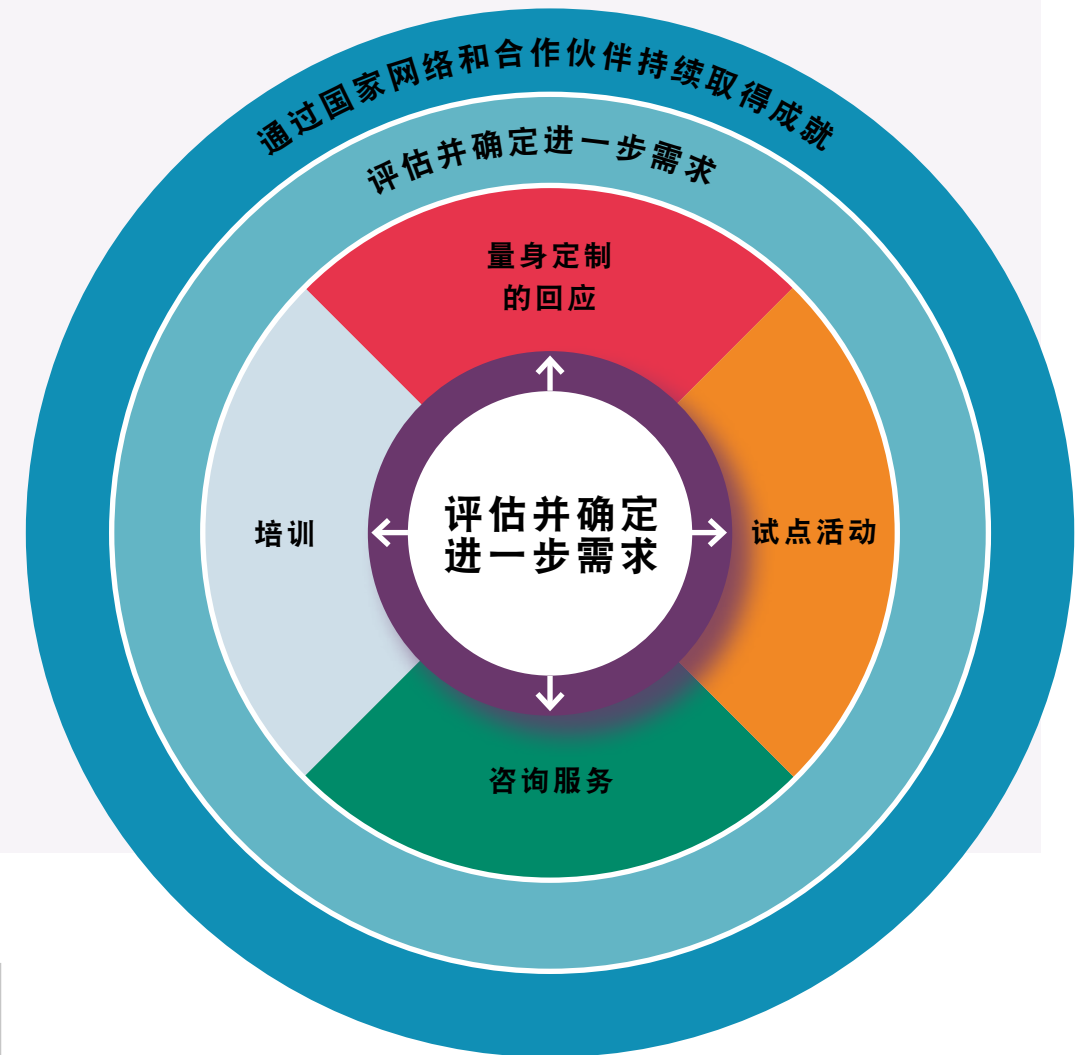 通过国家网络和合作伙伴持续取得成就
评估并确定进一步需求
量身定制
的回应
培训
评估并确定
进一步需求
试点活动
咨询服务